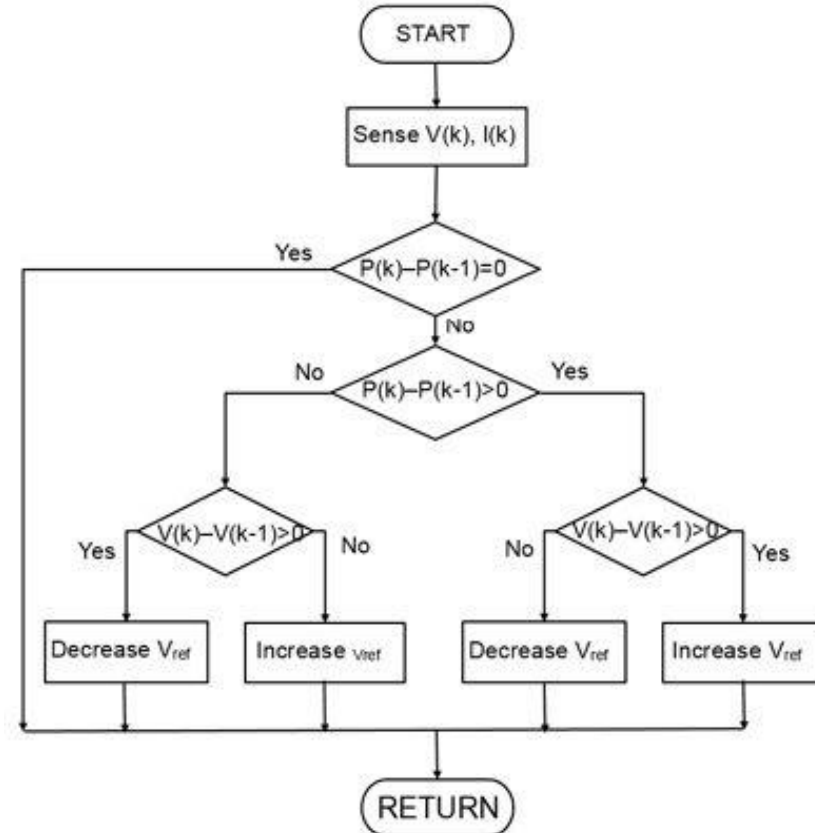 START
Sense V(k), I(k)
Yes
P(k)–P(k-1)=0
No
No
P(k)–P(k-1)>0
Yes
Yes
V(k)–V(k-1)>0
No
No
V(k)–V(k-1)>0
Yes
Decrease Vref
Increase Vref
Decrease Vref
Increase Vref
RETURN